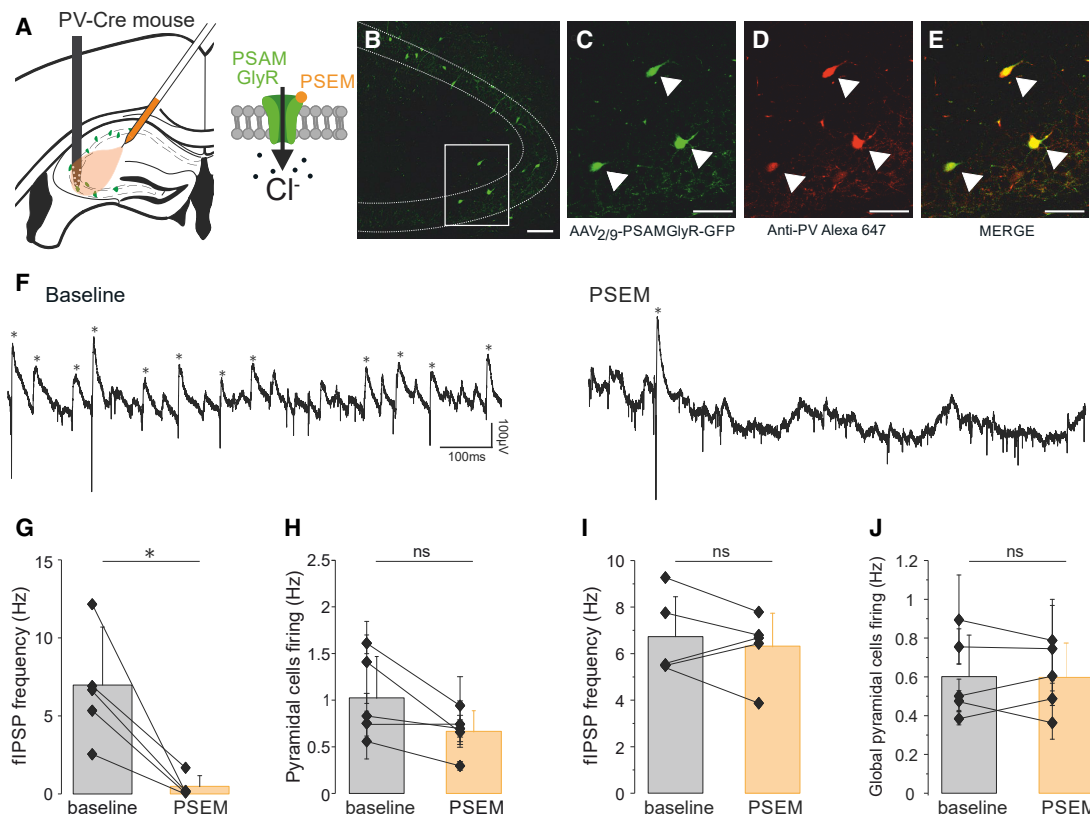 A
PV-Cre mouse
PSAM
GlyR
PSEM
Cl-
B
C
D
E
AAV2/9-PSAMGlyR-GFP
Anti-PV Alexa 647
MERGE
F
Baseline
PSEM
* * * * * * * * * * * *
*
100µV
100ms
G
fIPSP frequency (Hz)
15
10
5
0
*
baseline
PSEM
H
Pyramidal cells firing (Hz)
2.5
2
1.5
1
0.5
0
ns
baseline
PSEM
I
fIPSP frequency (Hz)
10
8
6
4
2
0
ns
baseline
PSEM
J
Global pyramidal cells firing (Hz)
1.2
1
0.8
0.6
0.4
0.2
0
ns
baseline
PSEM